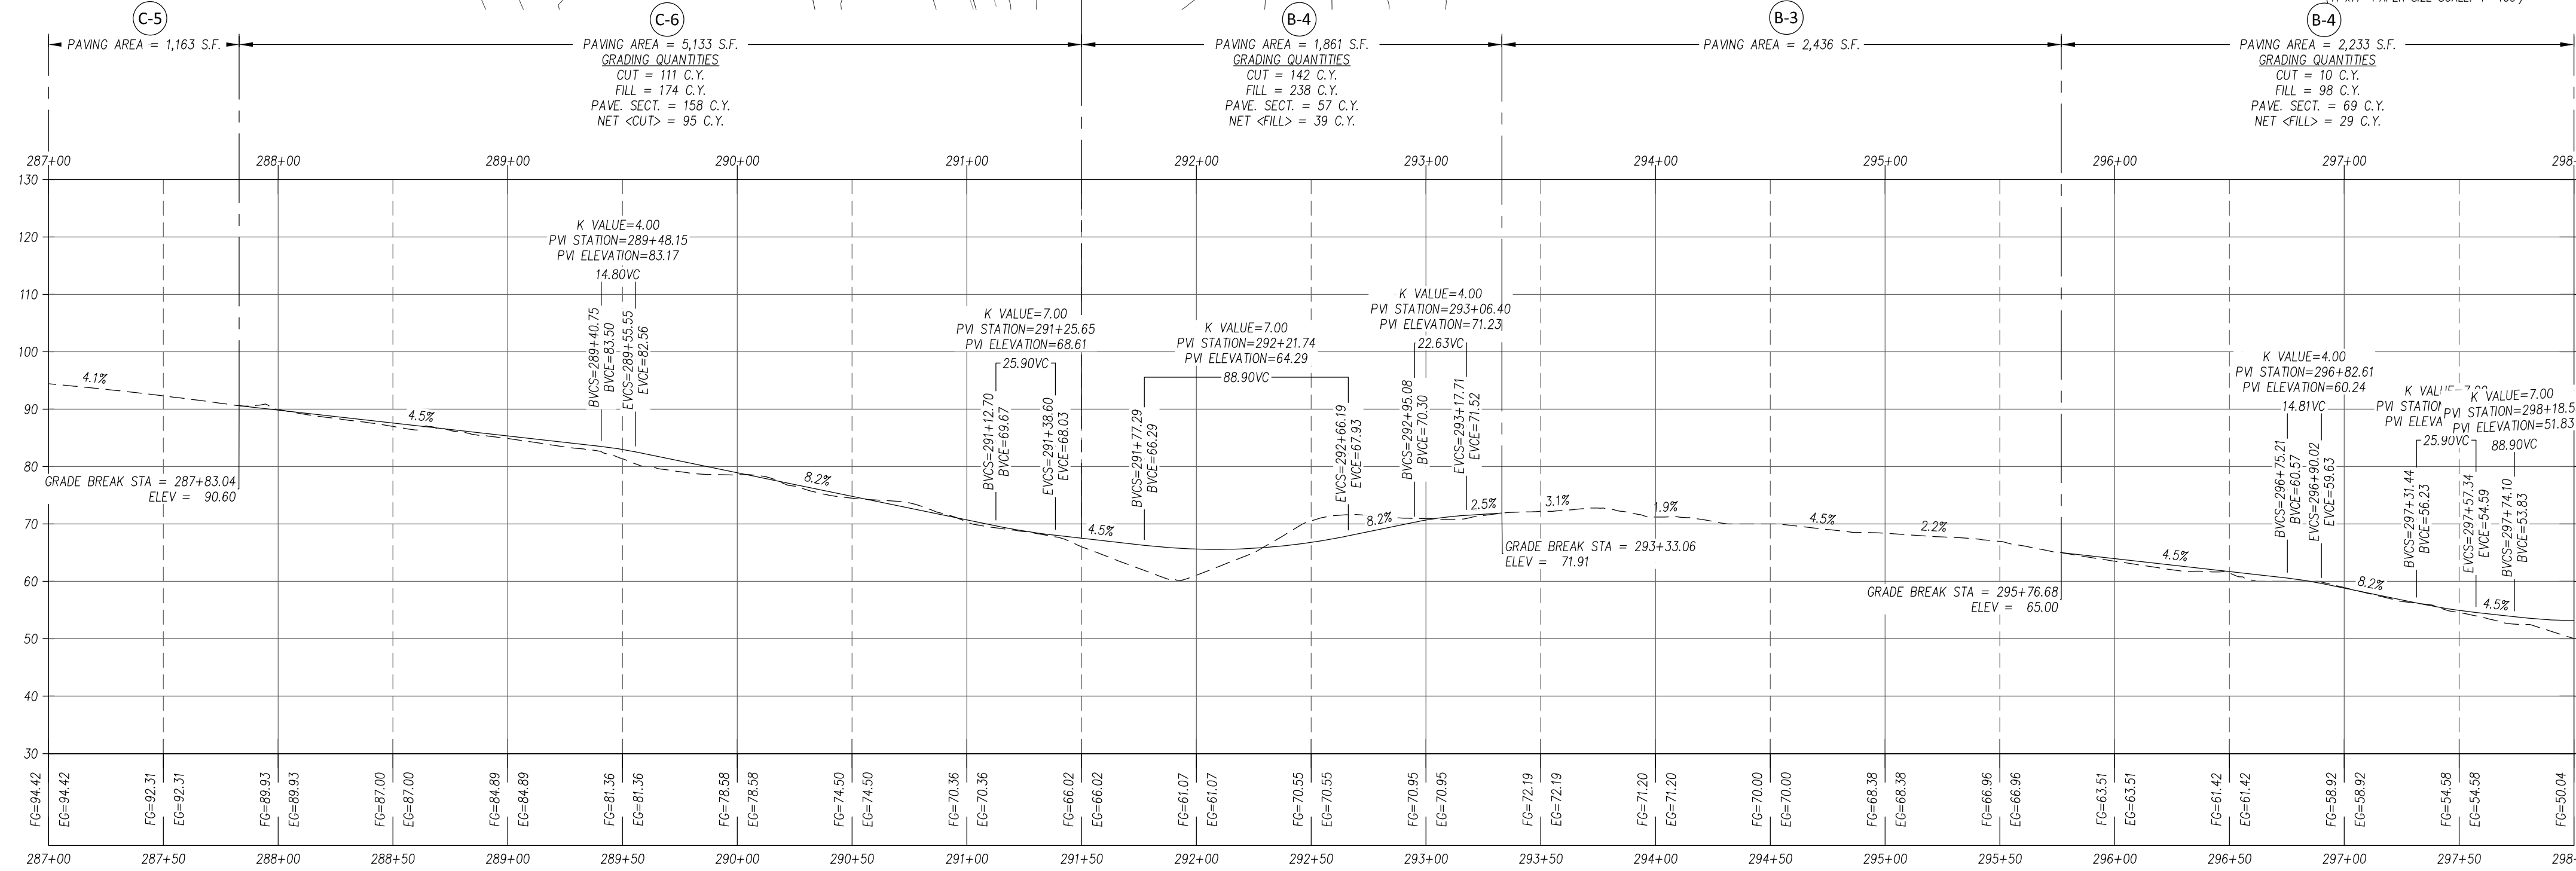 C-5
C-6
B-4
B-3
B-4
PAVING AREA = 1,163 S.F.
PAVING AREA = 5,133 S.F.
GRADING QUANTITIES
CUT = 111 C.Y.
FILL = 174 C.Y.
PAVE. SECT. = 158 C.Y.
NET <CUT> = 95 C.Y.
PAVING AREA = 1,861 S.F.
GRADING QUANTITIES
CUT = 142 C.Y.
FILL = 238 C.Y.
PAVE. SECT. = 57 C.Y.
NET <FILL> = 39 C.Y.
PAVING AREA = 2,436 S.F.
PAVING AREA = 2,233 S.F.
GRADING QUANTITIES
CUT = 10 C.Y.
FILL = 98 C.Y.
PAVE. SECT. = 69 C.Y.
NET <FILL> = 29 C.Y.
287+00 288+00 289+00 290+00 291+00 292+00 293+00 294+00 295+00 296+00 297+00 298
130
120
110
100
90
80
70
60
50
40
30
4.1%
GRADE BREAK STA = 287+83.04
ELEV = 90.60
4.5%
K VALUE=4.00
PVI STATION=289+48.15
PVI ELEVATION=83.17
14.80VC
BVCS=289+40.75
BVCE=83.50
EVCS=289+55.55
EVCE=82.56
8.2%
K VALUE=7.00
PVI STATION=291+25.65
PVI ELEVATION=68.61
25.90VC
BVCS=291+12.70
BVCE=69.67
EVCS=291+38.60
EVCE=68.03
4.5%
K VALUE=7.00
PVI STATION=292+21.74
PVI ELEVATION=64.29
88.90VC
BVCS=291+77.29
BVCE=66.29
EVCS=292+66.19
EVCE=67.93
8.2%
K VALUE=4.00
PVI STATION=293+06.40
PVI ELEVATION=71.23
22.63VC
BVCS=292+95.08
BVCE=70.30
EVCS=293+17.71
EVCE=71.52
2.5%
GRADE BREAK STA = 293+33.06
ELEV = 71.91
3.1%
1.9%
4.5%
2.2%
GRADE BREAK STA = 295+76.68
ELEV = 65.00
4.5%
K VALUE=4.00
PVI STATION=296+82.61
PVI ELEVATION=60.24
14.81VC
BVCS=296+75.21
BVCE=60.57
EVCS=296+90.02
EVCE=59.63
8.2%
25.90VC
BVCS=297+31.44
BVCE=56.23
EVCS=297+57.34
EVCE=54.59
4.5%
K VALUE=7.00
PVI STATION=298+18.5
PVI ELEVATION=51.83
88.90VC
BVCS=297+74.10
BVCE=53.83
FG=94.42
EG=94.42
FG=92.31
EG=92.31
FG=89.93
EG=89.93
FG=87.00
EG=87.00
FG=84.89
EG=84.89
FG=81.36
EG=81.36
FG=78.58
EG=78.58
FG=74.50
EG=74.50
FG=70.36
EG=70.36
FG=66.02
EG=66.02
FG=61.07
EG=61.07
FG=70.55
EG=70.55
FG=70.95
EG=70.95
FG=72.19
EG=72.19
FG=71.20
EG=71.20
FG=70.00
EG=70.00
FG=68.38
EG=68.38
FG=66.96
EG=66.96
FG=63.51
EG=63.51
FG=61.42
EG=61.42
FG=58.92
EG=58.92
FG=54.58
EG=54.58
FG=50.04
287+00 287+50 288+00 288+50 289+00 289+50 290+00 290+50 291+00 291+50 292+00 292+50 293+00 293+50 294+00 294+50 295+00 295+50 296+00 296+50 297+00 297+50 298